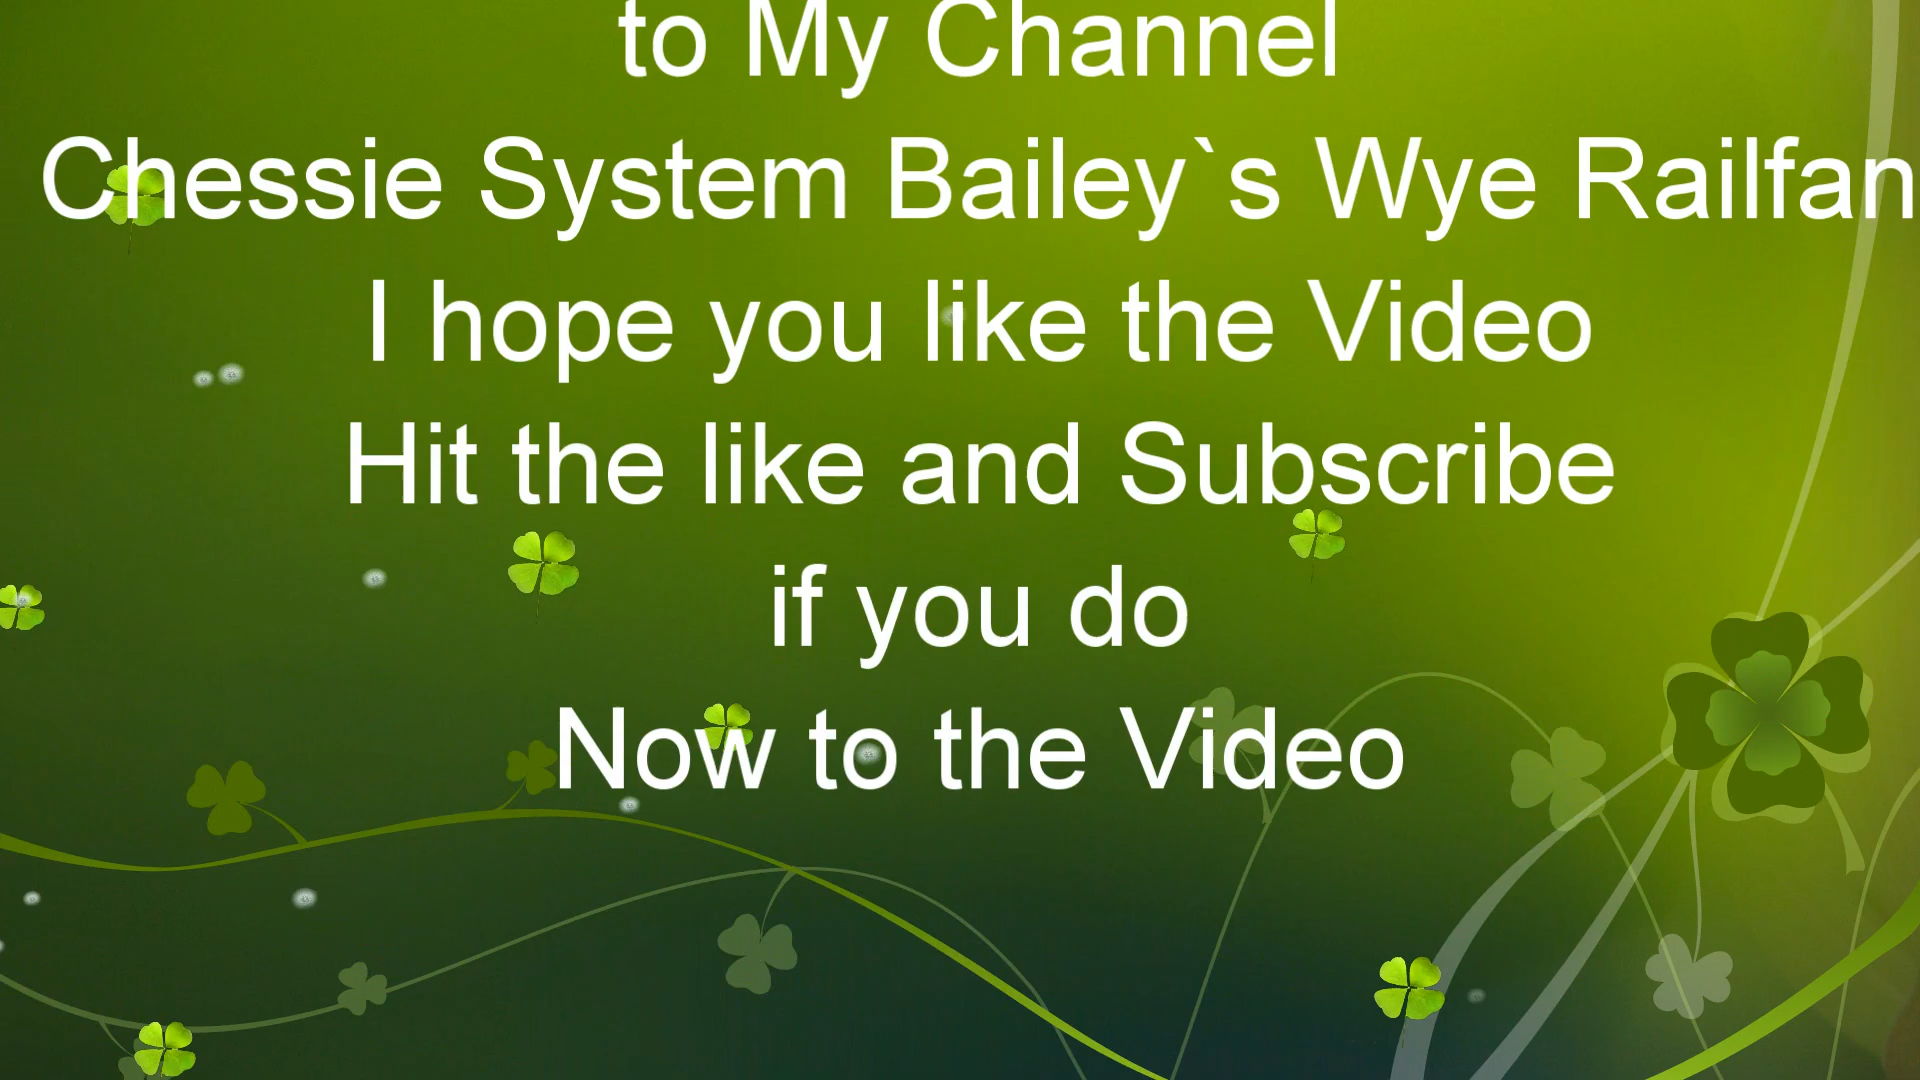 to My Channel
Chessie System Bailey`s Wye Railfan
I hope you like the Video
Hit the like and Subscribe
if you do
Now to the Video